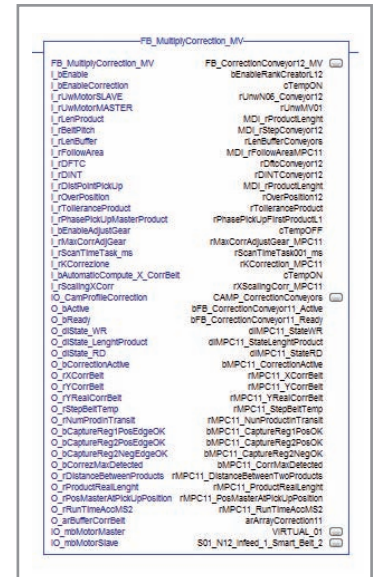 FB_MultiplyCorrection_MV
FB_MultiplyCorrection_MV FB_CorrectionConveyor12_MV
I_bEnable bEnableRankCreatorL12
I_bEnableCorrection cTempON
I_rUwMotorSLAVE rUnwN06_Conveyor12
I_rUwMotorMASTER rUnwMV01
I_rLenProduct MDI_rProductLenght
I_rBeltPitch MDI_rStepConveyor12
I_rLenBuffer rLenBufferConveyors
I_rFollowArea MDI_rFollowAreaMPC11
I_rDFTC rDftcConveyor12
I_rDINT rDINTConveyor12
I_rDistPointPickUp MDI_rProductLenght
I_rOverPosition rOverPosition12
I_rTolleranceProduct rTolleranceProduct
I_rPhasePickUpMasterProduct rPhasePickUpFirstProductL1
I_bEnableAdjustGear cTempOFF
I_rMaxCorrAdjGear rMaxCorrAdjustGear_MPC11
I_rScanTimeTask_ms rScanTimeTask001_ms
I_rKCorrezione rKCorrection_MPC11
I_bAutomaticCompute_X_CorrBelt cTempON
I_rScalingXCorr rXScalingCorr_MPC11
IO_CamProfileCorrection CAMP_CorrectionConveyors
O_bActive bFB_CorrectionConveyor11_Active
O_bReady bFB_CorrectionConveyor11_Ready
O_diState_WR diMPC11_StateWR
O_diState_LenghtProduct diMPC11_StateLenghtProduct
O_diState_RD diMPC11_StateRD
O_bCorrectionActive bMPC11_CorrectionActive
O_rXCorrBelt rMPC11_XCorrBelt
O_rYCorrBelt rMPC11_YCorrBelt
O_rYRealCorrBelt rMPC11_YRealCorrBelt
O_rStepBeltTemp rMPC11_StepBeltTemp
O_rNumProdInTransit rMPC11_NunProductInTransit
O_bCaptureReg1PosEdgeOK bMPC11_CaptureReg1PosOK
O_bCaptureReg2PosEdgeOK bMPC11_CaptureReg2PosOK
O_bCaptureReg2NegEdgeOK bMPC11_CaptureReg2NegOK
O_bCorrezMaxDetected bMPC11_CorrMaxDetected
O_rDistanceBetweenProducts rMPC11_DistanceBetweenTwoProducts
O_rProductRealLenght rMPC11_ProductRealLenght
O_rPosMasterAtPickUpPosition rMPC11_PosMasterAtPickUpPosition
O_rRunTimeAccMS2 rMPC11_RunTimeAccMS2
O_arBufferCorrBelt arArrayCorrection11
IO_mbMotorMaster VIRTUAL_01
IO_mbMotorSlave S01_N12_Infeed_1_Smart_Belt_2